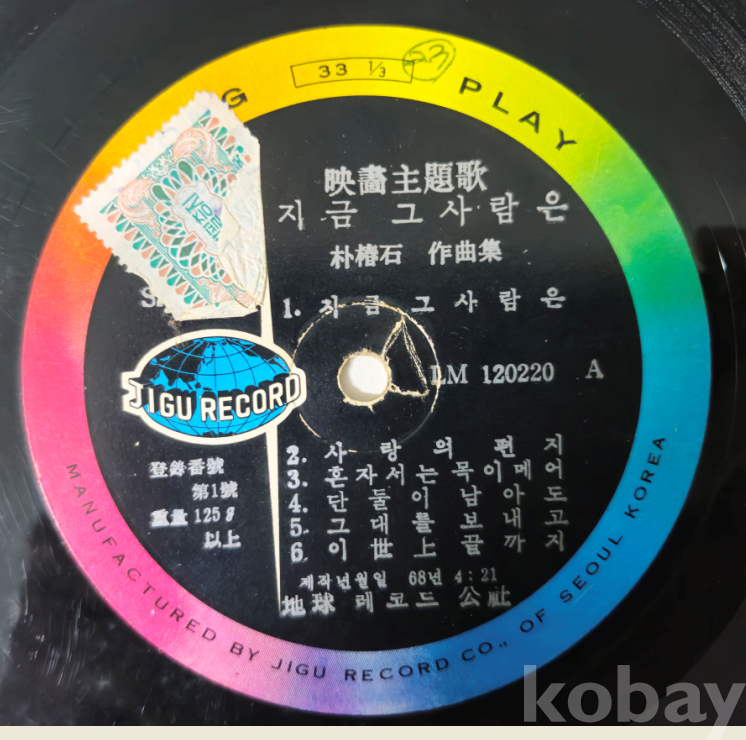 33 ⅓
23
G PLAY
映畵主題歌
지금 그사람은
朴椿石 作曲集
1. 지금 그사람은
JIGU RECORD
LM 120220 A
2. 사랑의 편지
3. 혼자서는 목이메어
4. 단둘이 남아도
5. 그대를 보내고
6. 이 世上 끝까지
登錄番號
第1號
重量 125g
以上
제작년월일 68년 4:21
地球 레코드 公社
MANUFACTURED BY JIGU RECORD CO., OF SEOUL KOREA
kobay